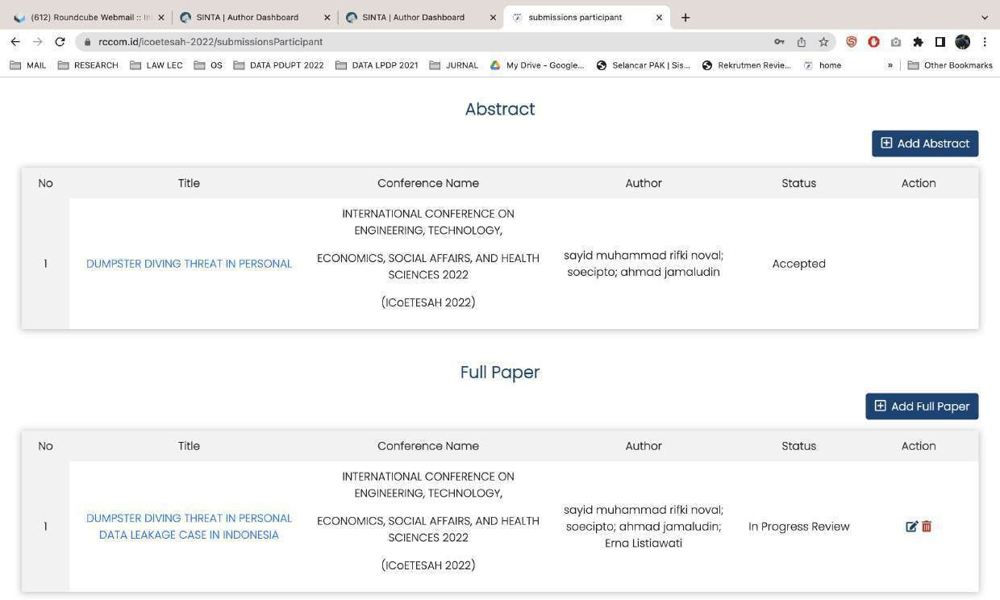 (612) Roundcube Webmail :: In
SINTA | Author Dashboard
SINTA | Author Dashboard
submissions participant
rccom.id/icoetesah-2022/submissionsParticipant
MAIL
RESEARCH
LAW LEC
OS
DATA PDUPT 2022
DATA LPDP 2021
JURNAL
My Drive – Google...
Selancar PAK | Sis...
Rekrutmen Revie...
home
»
Other Bookmarks
Abstract
Add Abstract
No Title Conference Name Author Status Action
1
DUMPSTER DIVING THREAT IN PERSONAL
INTERNATIONAL CONFERENCE ON
ENGINEERING, TECHNOLOGY,
ECONOMICS, SOCIAL AFFAIRS, AND HEALTH
SCIENCES 2022
(ICoETESAH 2022)
sayid muhammad rifki noval;
soecipto; ahmad jamaludin
Accepted
Full Paper
Add Full Paper
No Title Conference Name Author Status Action
1
DUMPSTER DIVING THREAT IN PERSONAL
DATA LEAKAGE CASE IN INDONESIA
INTERNATIONAL CONFERENCE ON
ENGINEERING, TECHNOLOGY,
ECONOMICS, SOCIAL AFFAIRS, AND HEALTH
SCIENCES 2022
(ICoETESAH 2022)
sayid muhammad rifki noval;
soecipto; ahmad jamaludin;
Erna Listiawati
In Progress Review